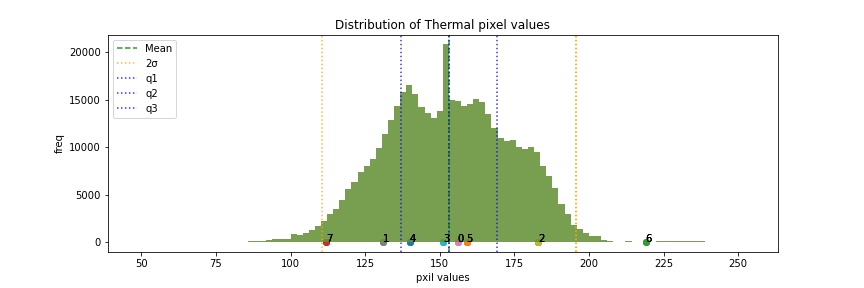 Distribution of Thermal pixel values
20000
15000
10000
5000
0
freq
Mean
2σ
q1
q2
q3
7
1
4
3
0
5
2
6
50
75
100
125
150
175
200
225
250
pxil values